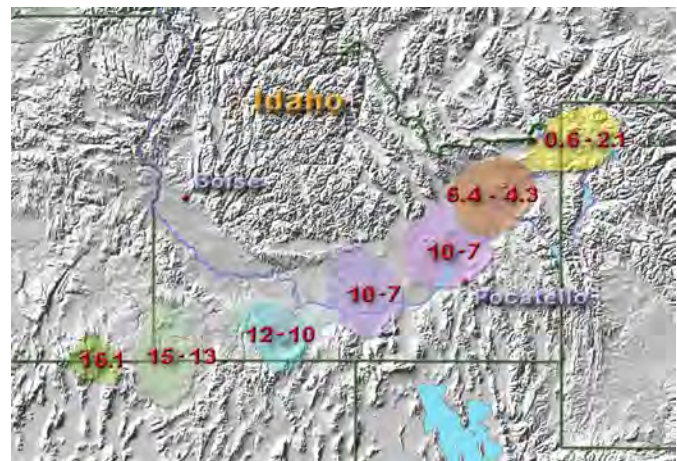 Idaho
0.6 - 2.1
Boise
6.4 - 4.3
10-7
10-7
Pocatello
12-10
15-13
16.1